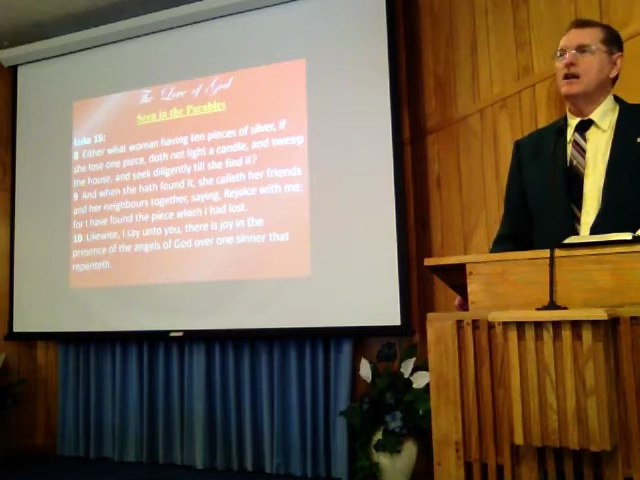 The Love of God
Seen in the Parables
Luke 15:
8 Either what woman having ten pieces of silver, if
she lose one piece, doth not light a candle, and sweep
the house, and seek diligently till she find it?
9 And when she hath found it, she calleth her friends
and her neighbours together, saying, Rejoice with me;
for I have found the piece which I had lost.
10 Likewise, I say unto you, there is joy in the
presence of the angels of God over one sinner that
repenteth.